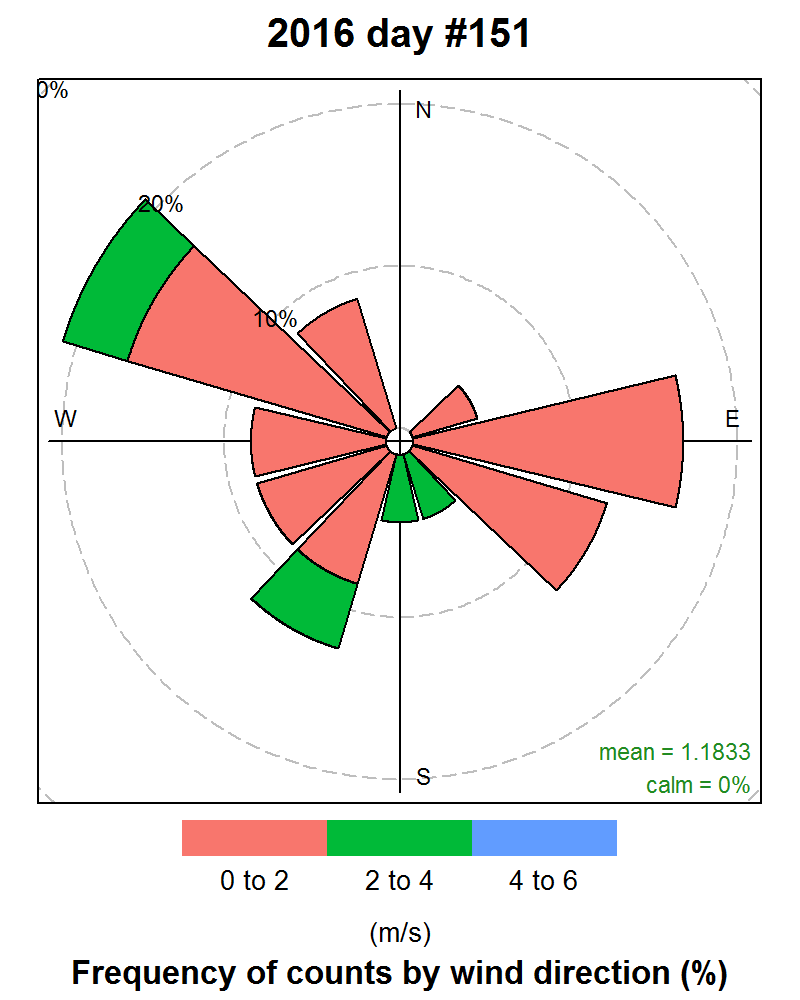 2016 day #151
0%
N
20%
10%
W
E
S
mean = 1.1833
calm = 0%
0 to 2
2 to 4
4 to 6
(m/s)
Frequency of counts by wind direction (%)